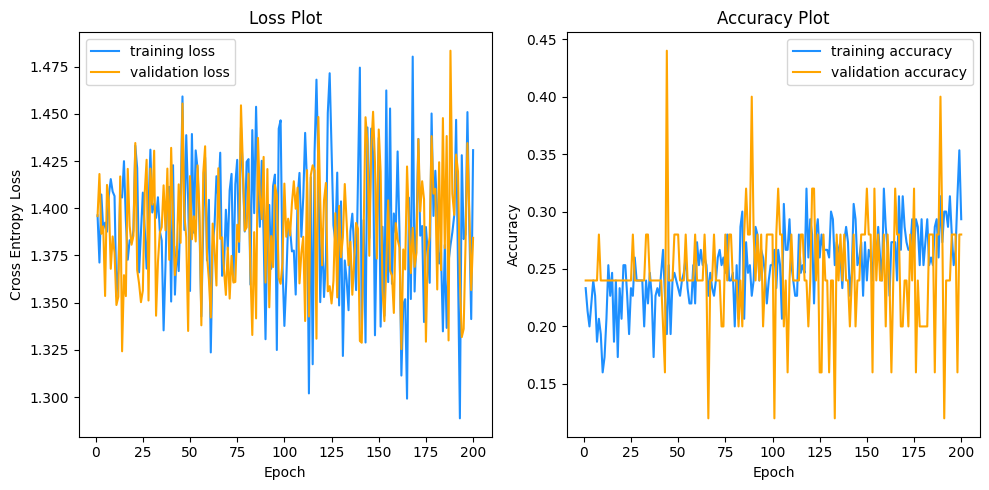 Loss Plot
training loss
validation loss
Cross Entropy Loss
1.475
1.450
1.425
1.400
1.375
1.350
1.325
1.300
0 25 50 75 100 125 150 175 200
Epoch
Accuracy Plot
training accuracy
validation accuracy
Accuracy
0.45
0.40
0.35
0.30
0.25
0.20
0.15
0 25 50 75 100 125 150 175 200
Epoch